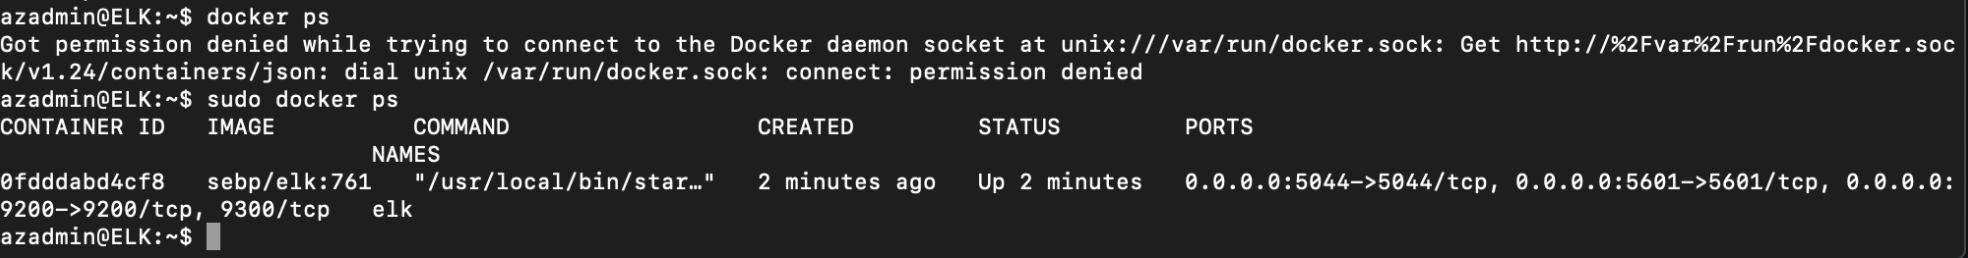 azadmin@ELK:~$ docker ps
Got permission denied while trying to connect to the Docker daemon socket at unix:///var/run/docker.sock: Get http://%2Fvar%2Frun%2Fdocker.soc
k/v1.24/containers/json: dial unix /var/run/docker.sock: connect: permission denied
azadmin@ELK:~$ sudo docker ps
CONTAINER ID   IMAGE          COMMAND                  CREATED         STATUS         PORTS
                           NAMES
0fdddabd4cf8   sebp/elk:761   "/usr/local/bin/star…"   2 minutes ago   Up 2 minutes   0.0.0.0:5044->5044/tcp, 0.0.0.0:5601->5601/tcp, 0.0.0.0:
9200->9200/tcp, 9300/tcp   elk
azadmin@ELK:~$